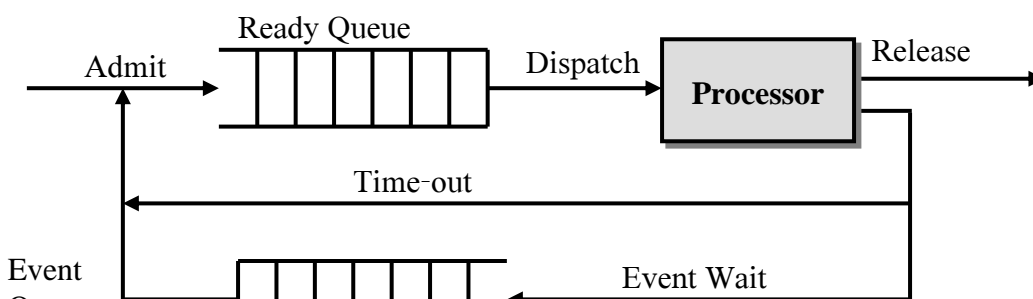 Ready Queue
Admit
Dispatch
Processor
Release
Time-out
Event
Event Wait